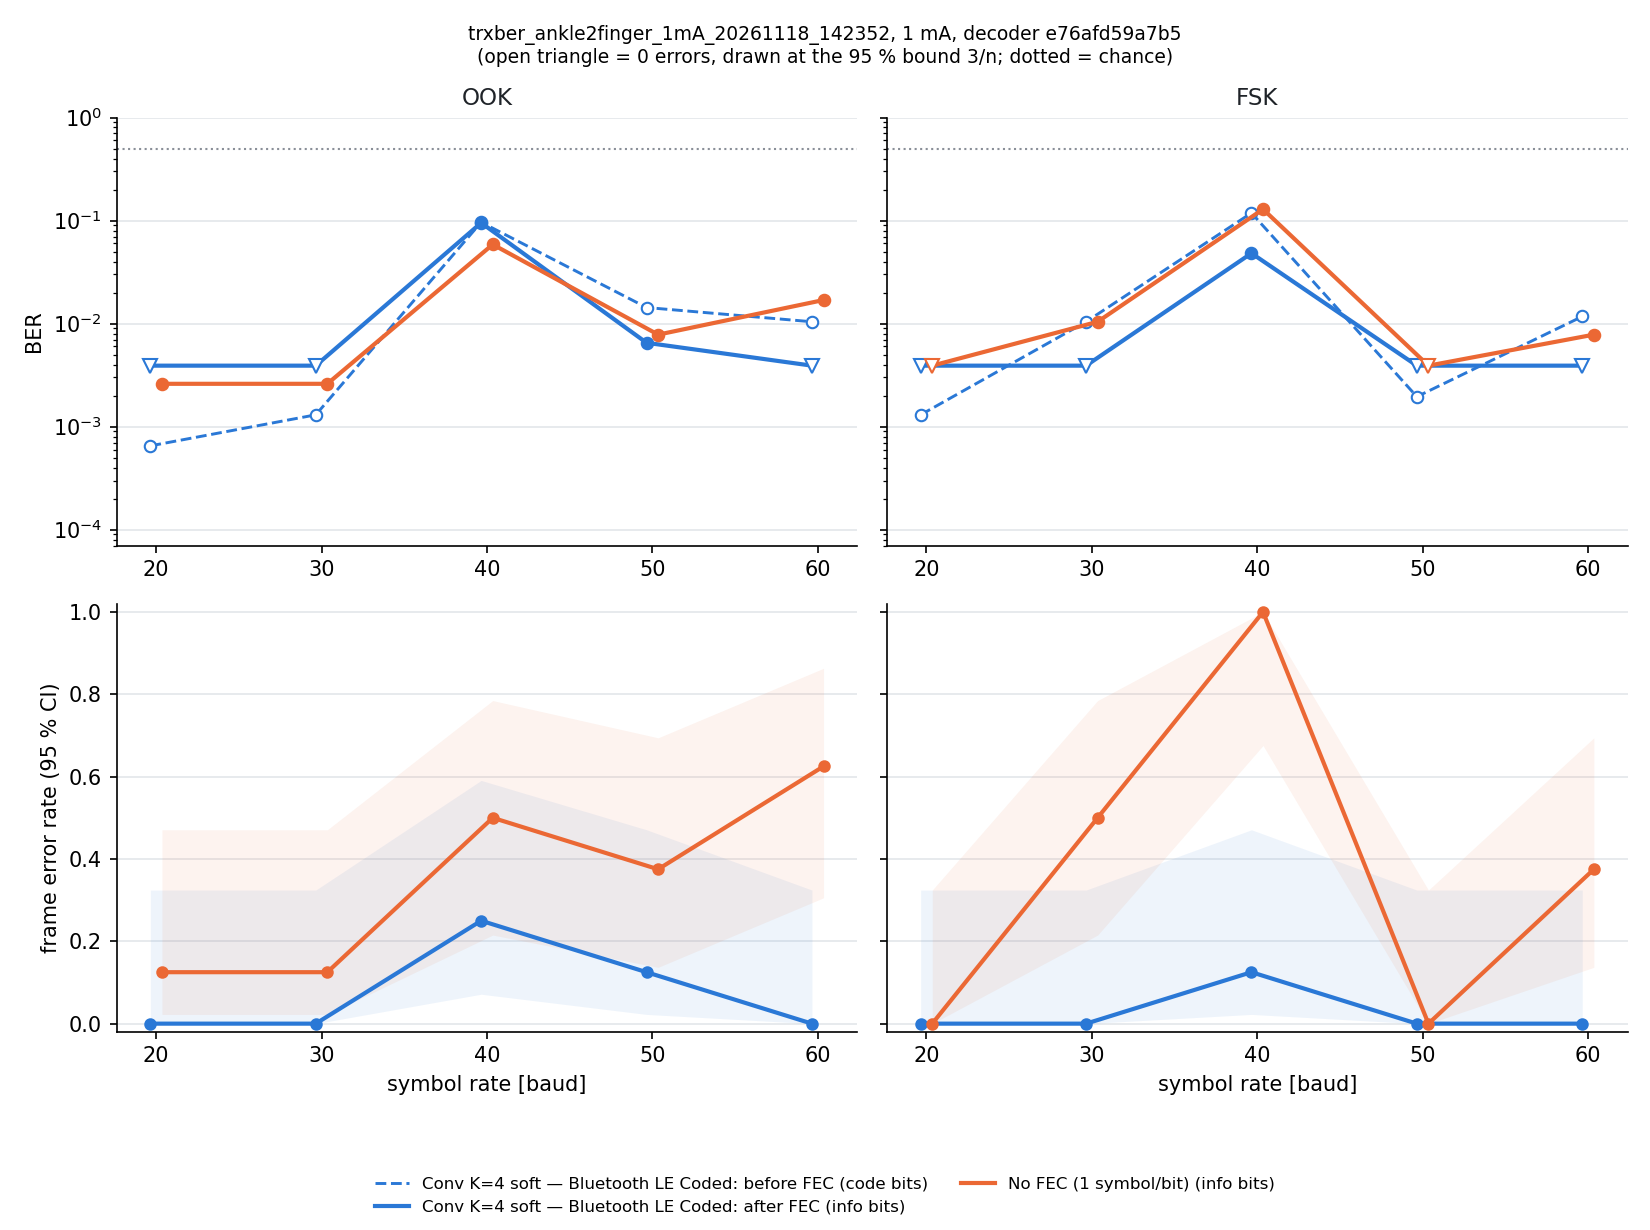 trxber_ankle2finger_1mA_20261118_142352, 1 mA, decoder e76afd59a7b5
(open triangle = 0 errors, drawn at the 95 % bound 3/n; dotted = chance)
OOK
FSK
BER
10⁰
10⁻¹
10⁻²
10⁻³
10⁻⁴
20 30 40 50 60
20 30 40 50 60
frame error rate (95 % CI)
1.0
0.8
0.6
0.4
0.2
0.0
20 30 40 50 60
20 30 40 50 60
symbol rate [baud]
symbol rate [baud]
Conv K=4 soft — Bluetooth LE Coded: before FEC (code bits)
Conv K=4 soft — Bluetooth LE Coded: after FEC (info bits)
No FEC (1 symbol/bit) (info bits)